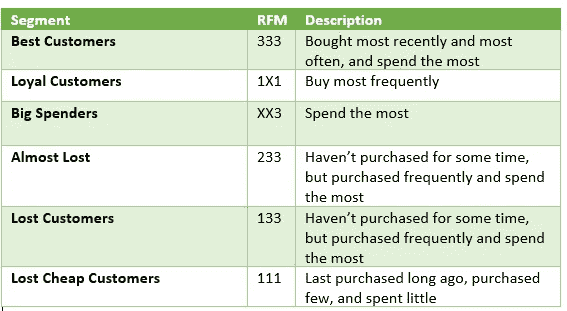 Segment RFM Description
Best Customers 333 Bought most recently and most
often, and spend the most
Loyal Customers 1X1 Buy most frequently
Big Spenders XX3 Spend the most
Almost Lost 233 Haven’t purchased for some time,
but purchased frequently and spend
the most
Lost Customers 133 Haven’t purchased for some time,
but purchased frequently and spend
the most
Lost Cheap Customers 111 Last purchased long ago, purchased
few, and spent little